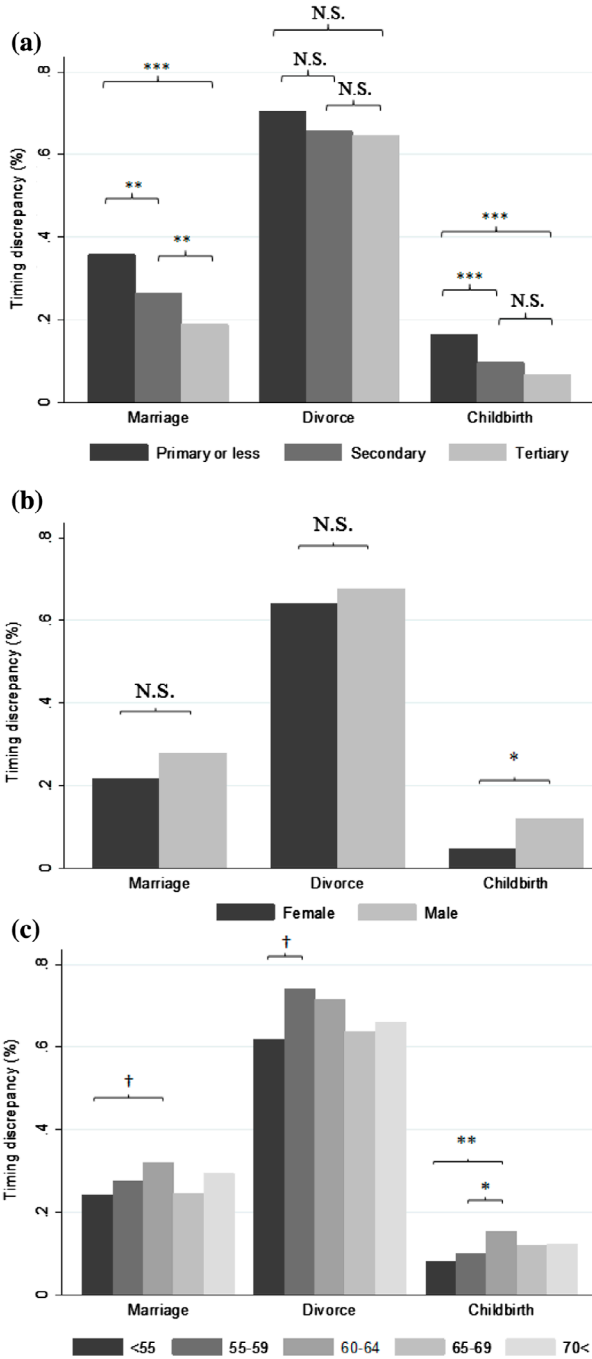 (a)
N.S.
***
N.S.
N.S.
**
**
***
***
N.S.
Timing discrepancy (%)
.8
.6
.4
.2
0
Marriage Divorce Childbirth
Primary or less Secondary Tertiary
(b)
N.S.
N.S.
*
Timing discrepancy (%)
.8
.6
.4
.2
0
Marriage Divorce Childbirth
Female Male
(c)
†
†
**
*
Timing discrepancy (%)
.8
.6
.4
.2
0
Marriage Divorce Childbirth
<55 55-59 60-64 65-69 70<